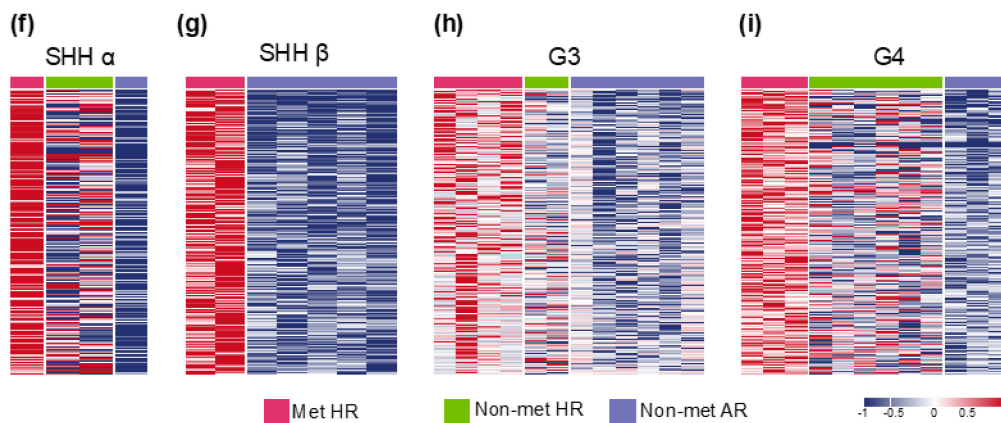 (f) (g) (h) (i)
SHH α SHH β G3 G4
Met HR Non-met HR Non-met AR
-1 -0.5 0 0.5